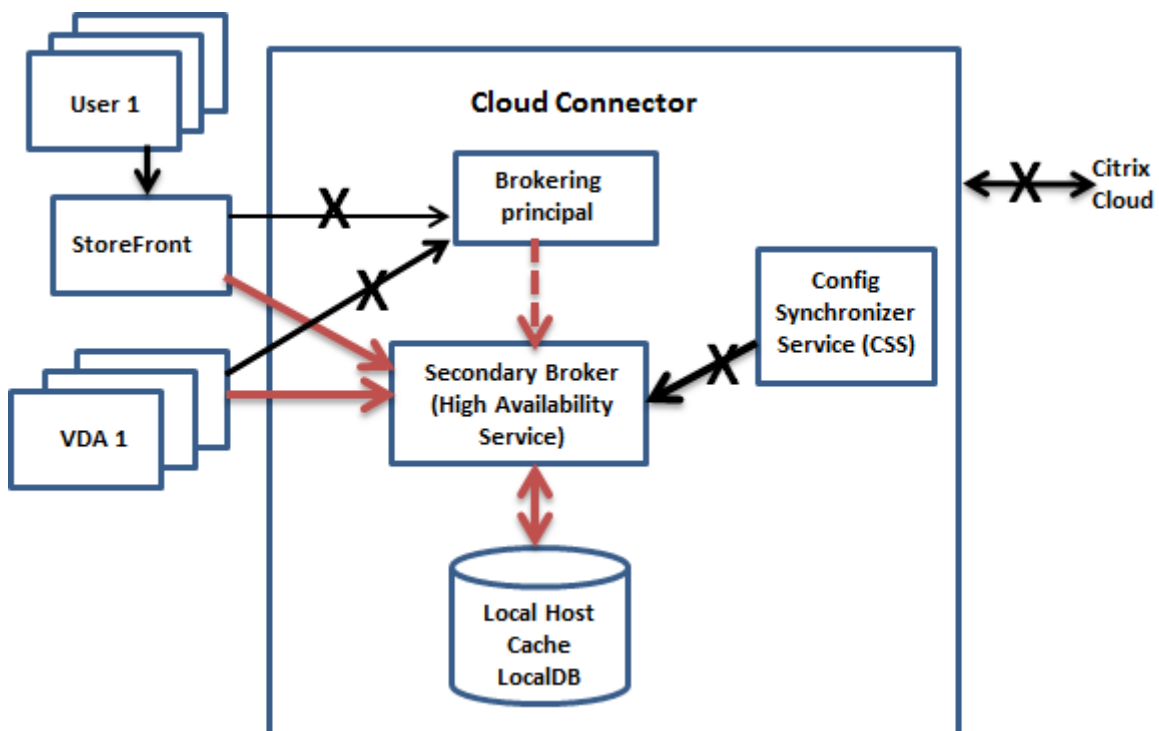 User 1
Cloud Connector
Brokering
principal
X
X
Citrix
Cloud
StoreFront
X
Config
Synchronizer
Service (CSS)
Secondary Broker
(High Availability
Service)
X
VDA 1
Local Host
Cache
LocalDB